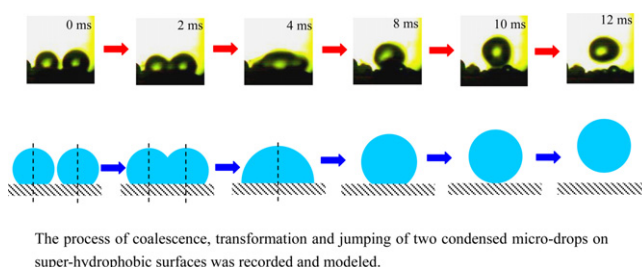 0 ms 2 ms 4 ms 8 ms 10 ms 12 ms
The process of coalescence, transformation and jumping of two condensed micro-drops on
super-hydrophobic surfaces was recorded and modeled.